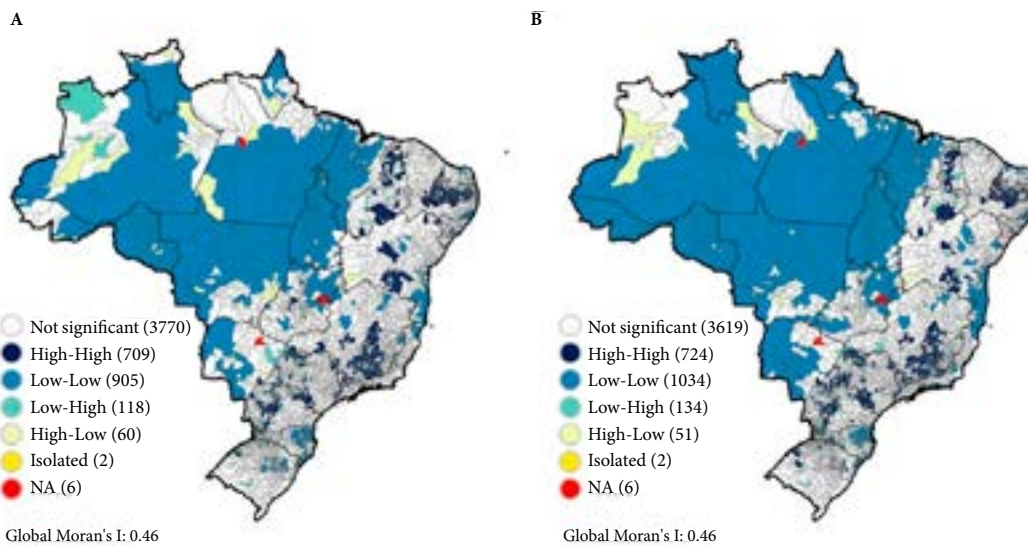 A
Not significant (3770)
High-High (709)
Low-Low (905)
Low-High (118)
High-Low (60)
Isolated (2)
NA (6)
Global Moran's I: 0.46
B
Not significant (3619)
High-High (724)
Low-Low (1034)
Low-High (134)
High-Low (51)
Isolated (2)
NA (6)
Global Moran's I: 0.46